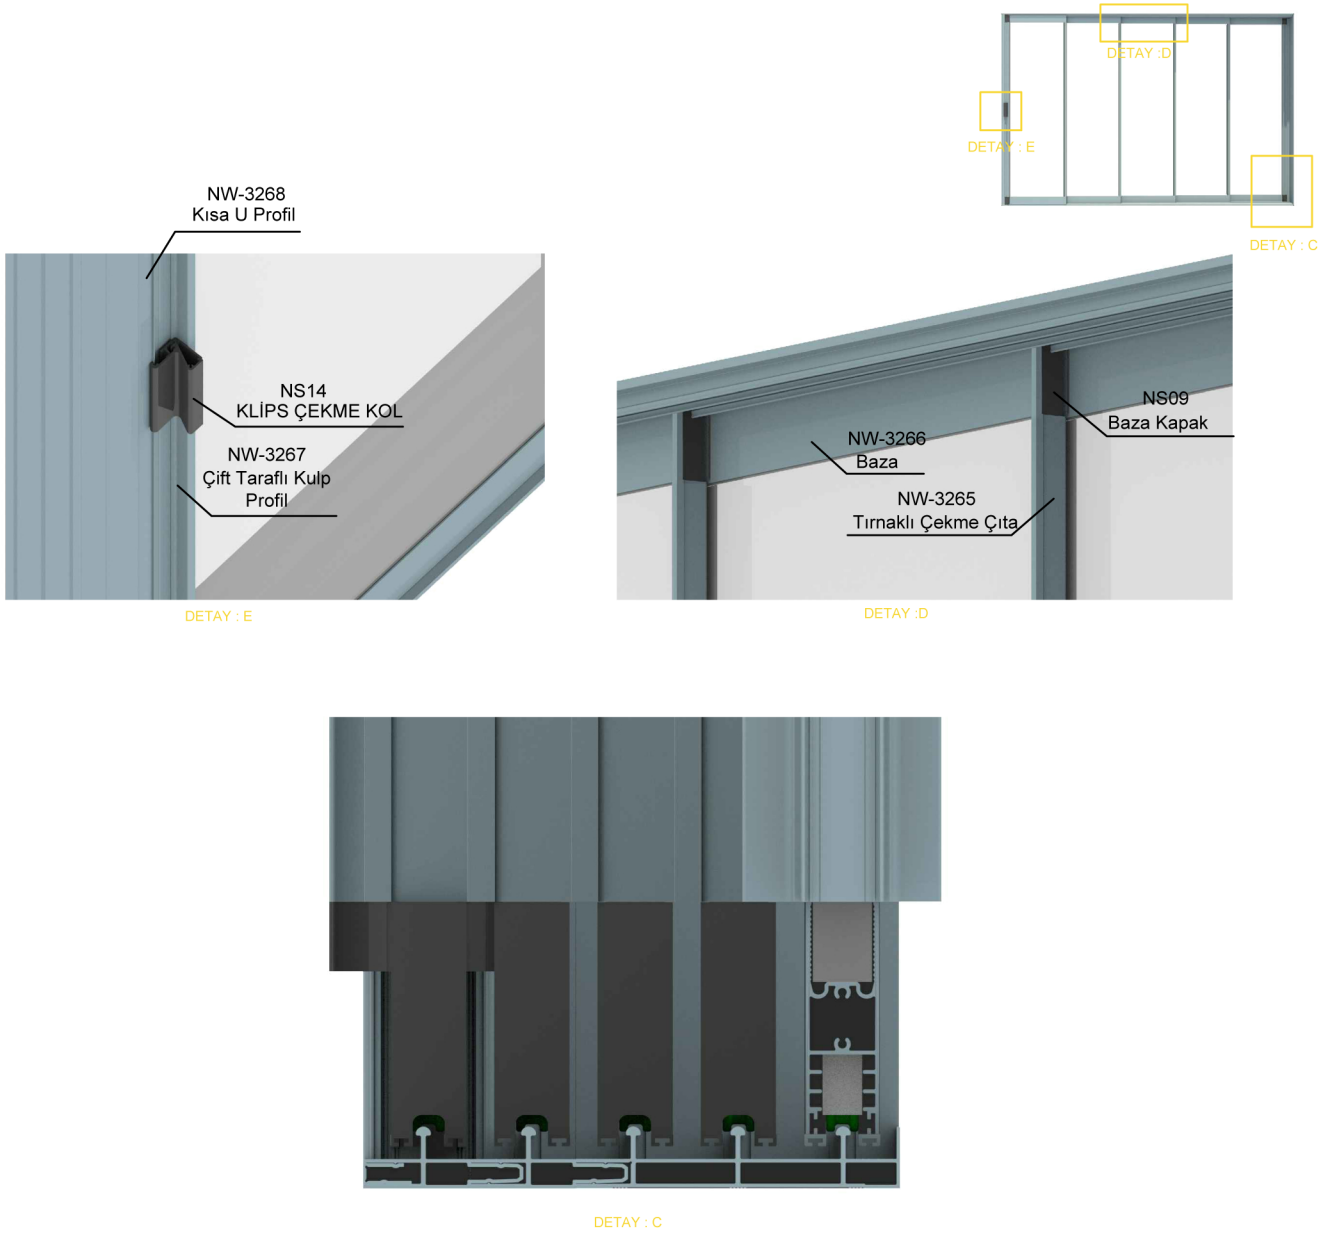 DETAY :D
DETAY : E
DETAY : C
NW-3268
Kısa U Profil
NS14
KLİPS ÇEKME KOL
NW-3267
Çift Taraflı Kulp
Profil
DETAY : E
NS09
Baza Kapak
NW-3266
Baza
NW-3265
Tırnaklı Çekme Çıta
DETAY :D
DETAY : C